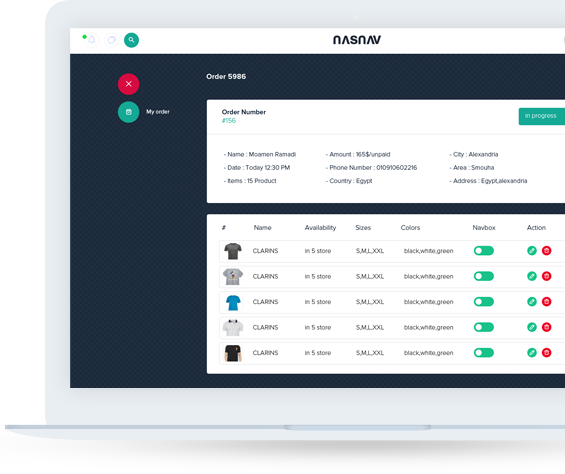 NASNAV
Order 5986
My order
Order Number
#156
in progress
- Name : Moamen Ramadi
- Amount : 165$/unpaid
- City : Alexandria
- Date : Today 12:30 PM
- Phone Number : 010910602216
- Area : Smouha
- Items : 15 Product
- Country : Egypt
- Address : Egypt,alexandria
# Name Availability Sizes Colors Navbox Action
CLARINS in 5 store S,M,L,XXL black,white,green
CLARINS in 5 store S,M,L,XXL black,white,green
CLARINS in 5 store S,M,L,XXL black,white,green
CLARINS in 5 store S,M,L,XXL black,white,green
CLARINS in 5 store S,M,L,XXL black,white,green